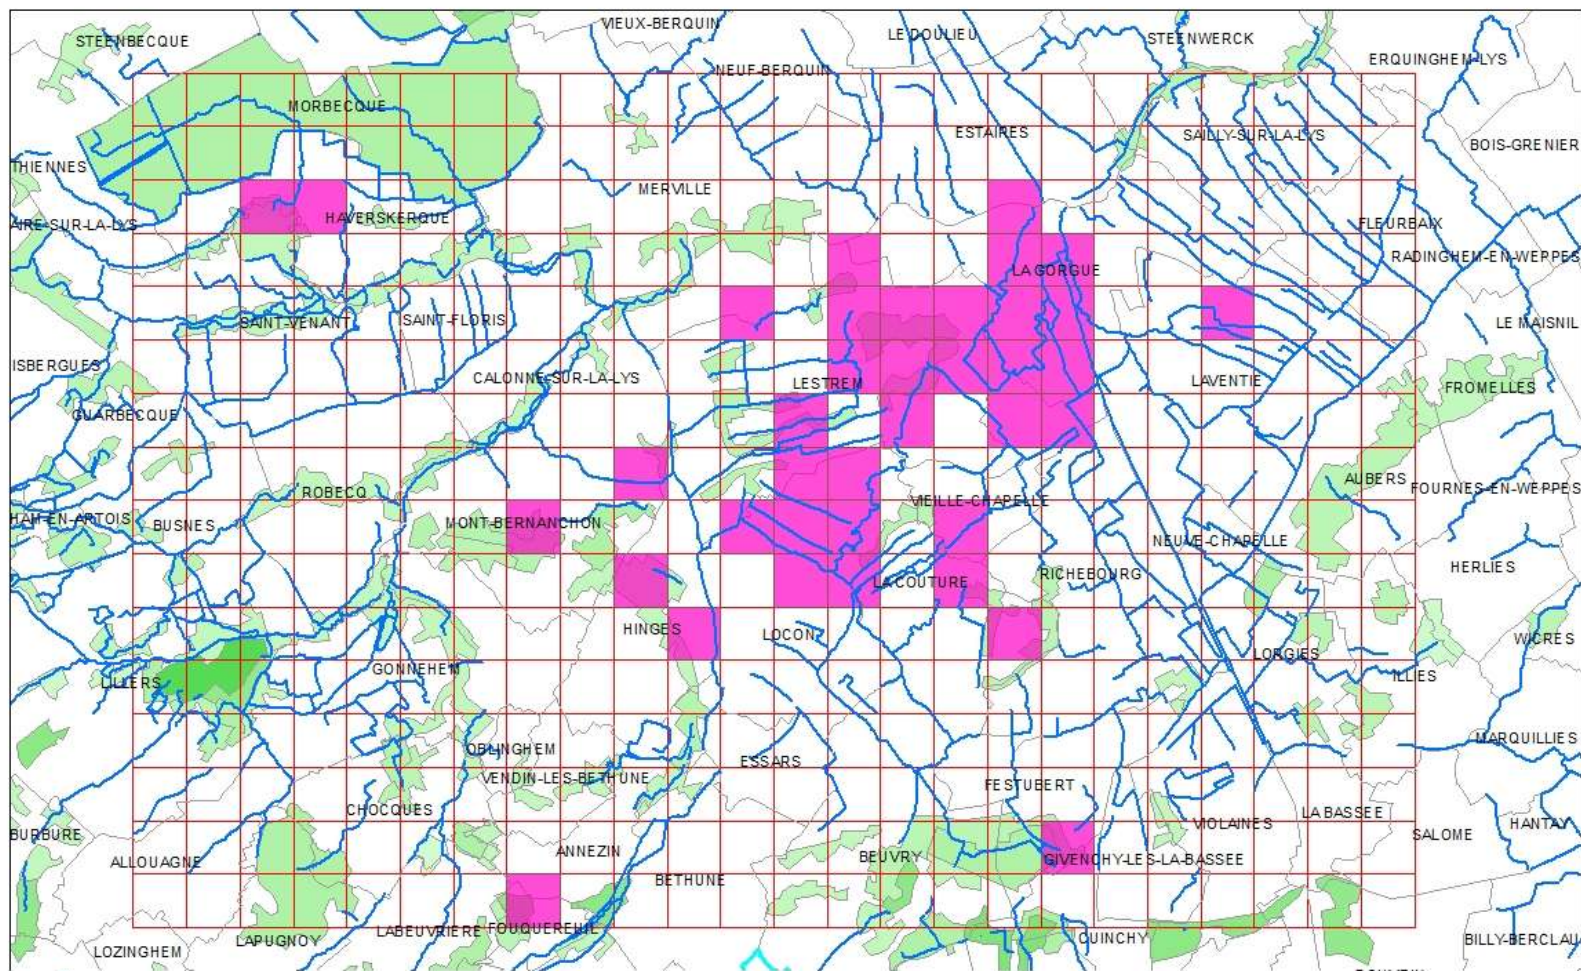 VIEUX-BERQUIN
LE DOULIEU
STEENBECQUE
STEENWERCK
ERQUINGHEM-LYS
NEUF-BERQUIN
MORBECQUE
ESTAIRES
SAILLY-SUR-LA-LYS
BOIS-GRENIER
THIENNES
MERVILLE
HAVERSKERQUE
AIRE-SUR-LA-LYS
FLEURBAIX
RADINGHEM-EN-WEPPES
LA GORGUE
SAINT-VENANT
SAINT-FLORIS
LE MAISNIL
ISBERGUES
CALONNE-SUR-LA-LYS
LESTREM
LAVENTIE
FROMELLES
GUARBECQUE
AUBERS
FOURNES-EN-WEPPES
ROBECQ
VIEILLE-CHAPELLE
HAM-EN-ARTOIS
BUSNES
MONT-BERNANCHON
NEUVE-CHAPELLE
HERLIES
RICHEBOURG
LA COUTURE
HINGES
LOCON
WICRES
LORGIES
GONNEHEM
ILLIES
LILLERS
MARQUILLIES
OBLINGHEM
ESSARS
VENDIN-LES-BETHUNE
FESTUBERT
CHOCQUES
LA BASSEE
VIOLAINES
HANTAY
BURBURE
SALOME
ANNEZIN
BEUVRY
ALLOUAGNE
GIVENCHY-LES-LA-BASSEE
BETHUNE
FOUQUEREUIL
LABEUVRIERE
LAPUGNOY
CUINCHY
BILLY-BERCLAU
LOZINGHEM